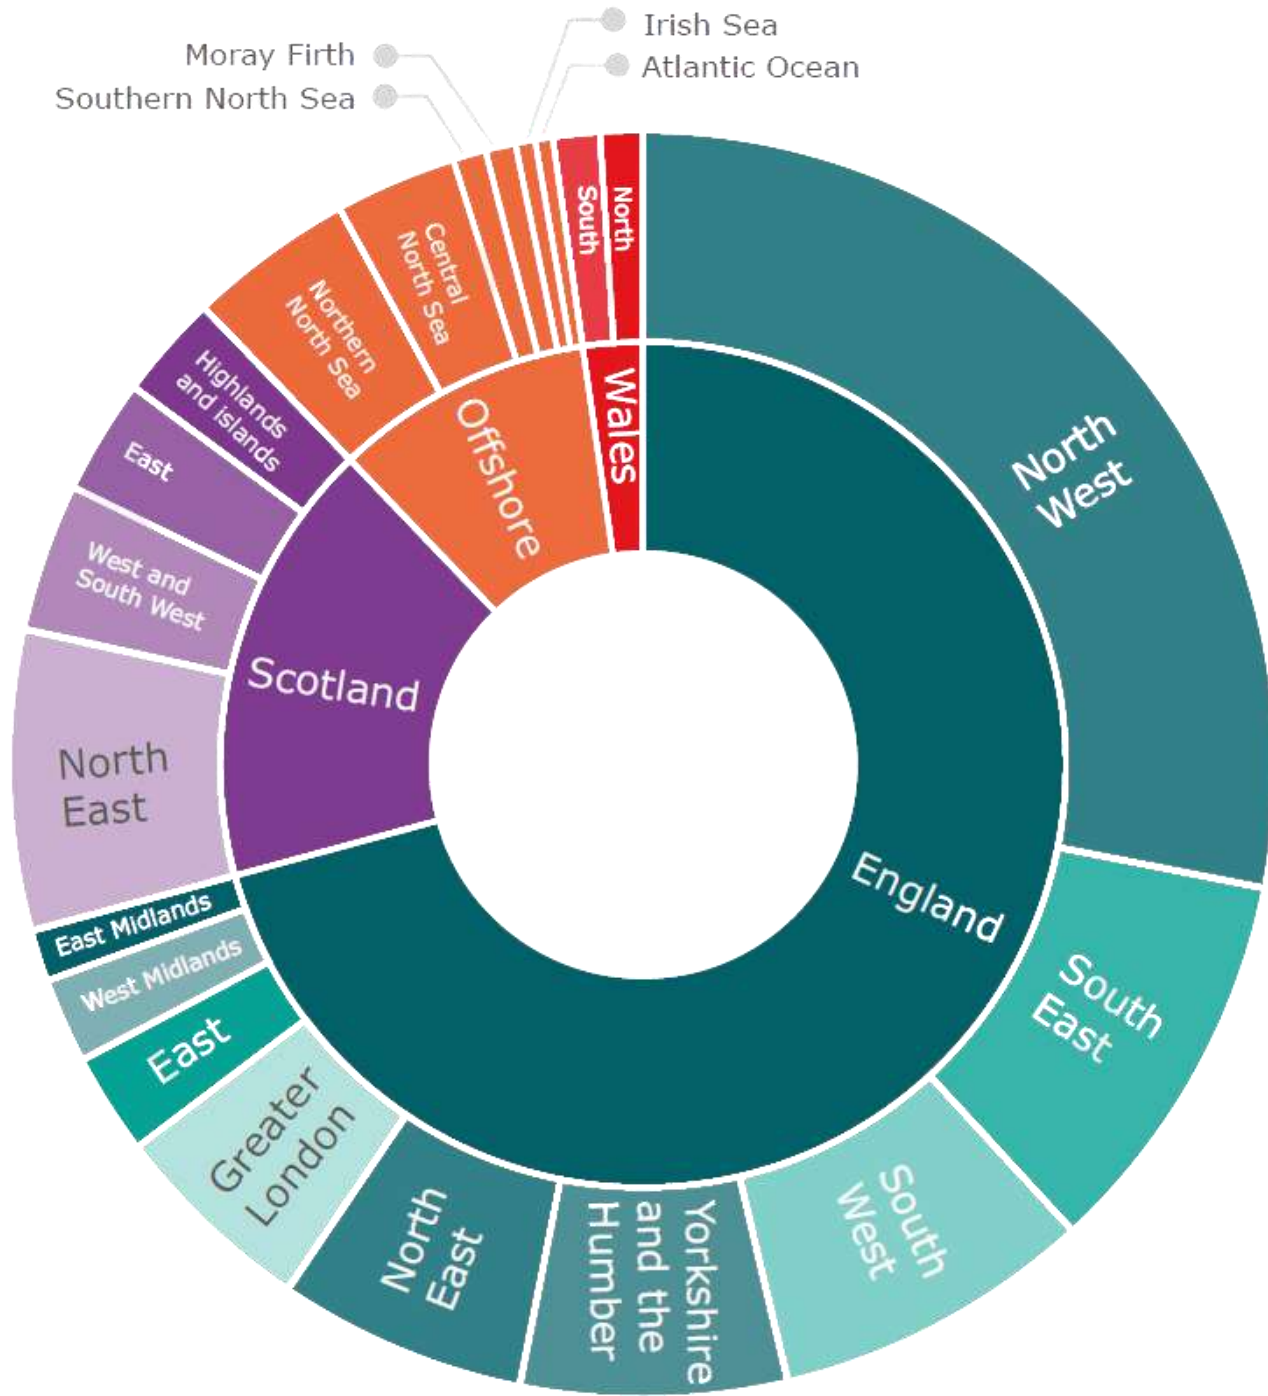 Irish Sea
Moray Firth
Atlantic Ocean
Southern North Sea
South
North
Central
North Sea
Northern
North Sea
Highlands
and islands
East
West and
South West
North
East
East Midlands
West Midlands
East
Greater
London
North
East
Yorkshire
and the
Humber
South
West
South
East
North
West
Wales
Offshore
Scotland
England